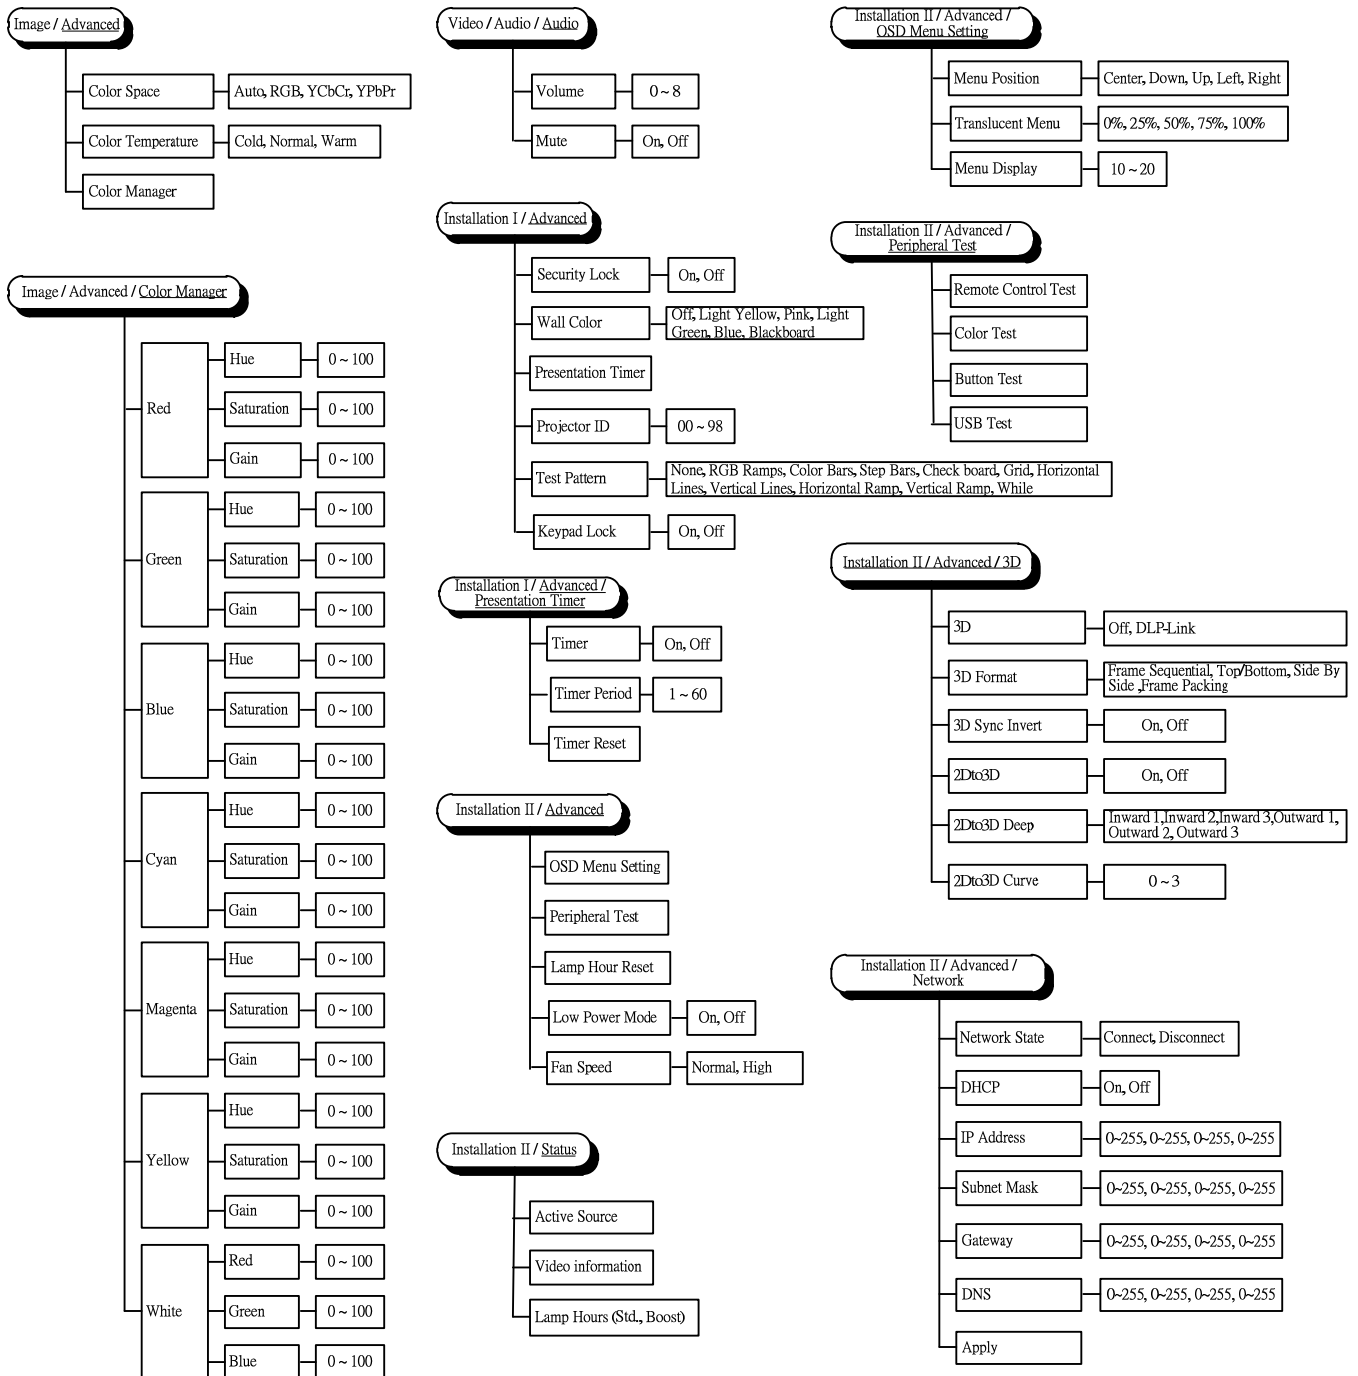 Image / Advanced
Color Space
Auto, RGB, YCbCr, YPbPr
Color Temperature
Cold, Normal, Warm
Color Manager
Image / Advanced / Color Manager
Red
Hue
0 ~ 100
Saturation
0 ~ 100
Gain
0 ~ 100
Green
Hue
0 ~ 100
Saturation
0 ~ 100
Gain
0 ~ 100
Blue
Hue
0 ~ 100
Saturation
0 ~ 100
Gain
0 ~ 100
Cyan
Hue
0 ~ 100
Saturation
0 ~ 100
Gain
0 ~ 100
Magenta
Hue
0 ~ 100
Saturation
0 ~ 100
Gain
0 ~ 100
Yellow
Hue
0 ~ 100
Saturation
0 ~ 100
Gain
0 ~ 100
White
Red
0 ~ 100
Green
0 ~ 100
Blue
0 ~ 100
Video / Audio / Audio
Volume
0 ~ 8
Mute
On, Off
Installation I / Advanced
Security Lock
On, Off
Wall Color
Off, Light Yellow, Pink, Light
Green, Blue, Blackboard
Presentation Timer
Projector ID
00 ~ 98
Test Pattern
None, RGB Ramps, Color Bars, Step Bars, Check board, Grid, Horizontal
Lines, Vertical Lines, Horizontal Ramp, Vertical Ramp, While
Keypad Lock
On, Off
Installation I / Advanced /
Presentation Timer
Timer
On, Off
Timer Period
1 ~ 60
Timer Reset
Installation II / Advanced
OSD Menu Setting
Peripheral Test
Lamp Hour Reset
Low Power Mode
On, Off
Fan Speed
Normal, High
Installation II / Status
Active Source
Video information
Lamp Hours (Std., Boost)
Installation II / Advanced /
OSD Menu Setting
Menu Position
Center, Down, Up, Left, Right
Translucent Menu
0%, 25%, 50%, 75%, 100%
Menu Display
10 ~ 20
Installation II / Advanced /
Peripheral Test
Remote Control Test
Color Test
Button Test
USB Test
Installation II / Advanced / 3D
3D
Off, DLP-Link
3D Format
Frame Sequential, Top/Bottom, Side By
Side ,Frame Packing
3D Sync Invert
On, Off
2Dto3D
On, Off
2Dto3D Deep
Inward 1,Inward 2,Inward 3,Outward 1,
Outward 2, Outward 3
2Dto3D Curve
0 ~ 3
Installation II / Advanced /
Network
Network State
Connect, Disconnect
DHCP
On, Off
IP Address
0~255, 0~255, 0~255, 0~255
Subnet Mask
0~255, 0~255, 0~255, 0~255
Gateway
0~255, 0~255, 0~255, 0~255
DNS
0~255, 0~255, 0~255, 0~255
Apply